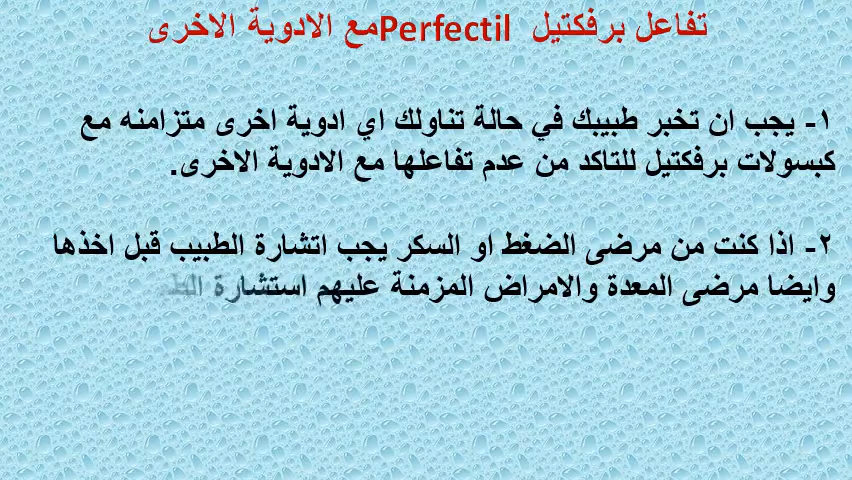 تفاعل برفكتيل Perfectil مع الادوية الاخرى
١- يجب ان تخبر طبيبك في حالة تناولك اي ادوية اخرى متزامنه مع
كبسولات برفكتيل للتاكد من عدم تفاعلها مع الادوية الاخرى.
٢- اذا كنت من مرضى الضغط او السكر يجب اتشارة الطبيب قبل اخذها
وايضا مرضى المعدة والامراض المزمنة عليهم استشارة